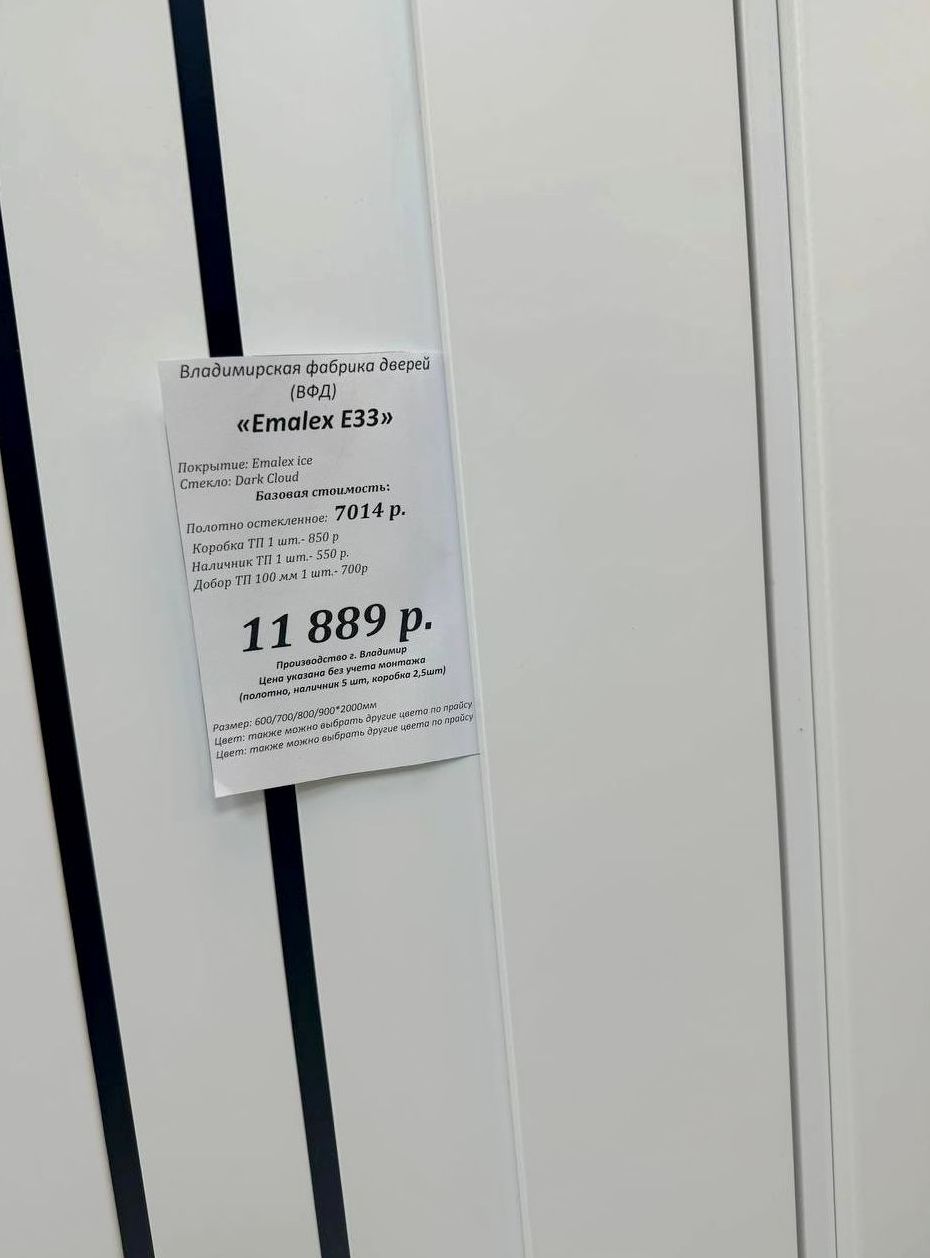 Владимирская фабрика дверей
(ВФД)
«Emalex E33»
Покрытие: Emalex ice
Стекло: Dark Cloud
Базовая стоимость:
Полотно остекленное: 7014 р.
Коробка ТП 1 шт.- 850 р
Наличник ТП 1 шт.- 550 р.
Добор ТП 100 мм 1 шт.- 700р
11 889 р.
Производство г. Владимир
Цена указана без учета монтажа
(полотно, наличник 5 шт, коробка 2,5шт)
Размер: 600/700/800/900*2000мм
Цвет: также можно выбрать другие цвета по прайсу
Цвет: также можно выбрать другие цвета по прайсу